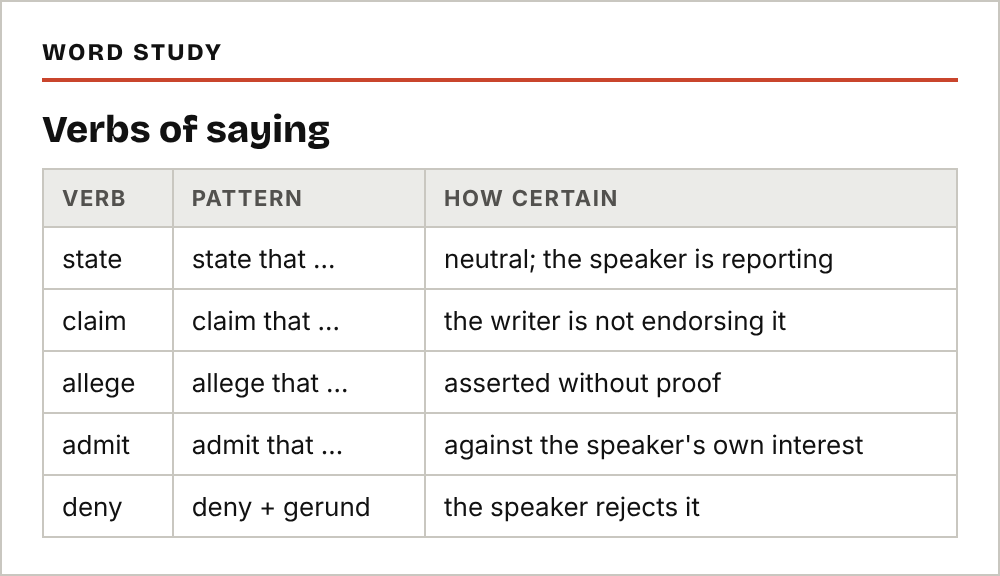 WORD STUDY
Verbs of saying
VERB PATTERN HOW CERTAIN
state state that ... neutral; the speaker is reporting
claim claim that ... the writer is not endorsing it
allege allege that ... asserted without proof
admit admit that ... against the speaker's own interest
deny deny + gerund the speaker rejects it